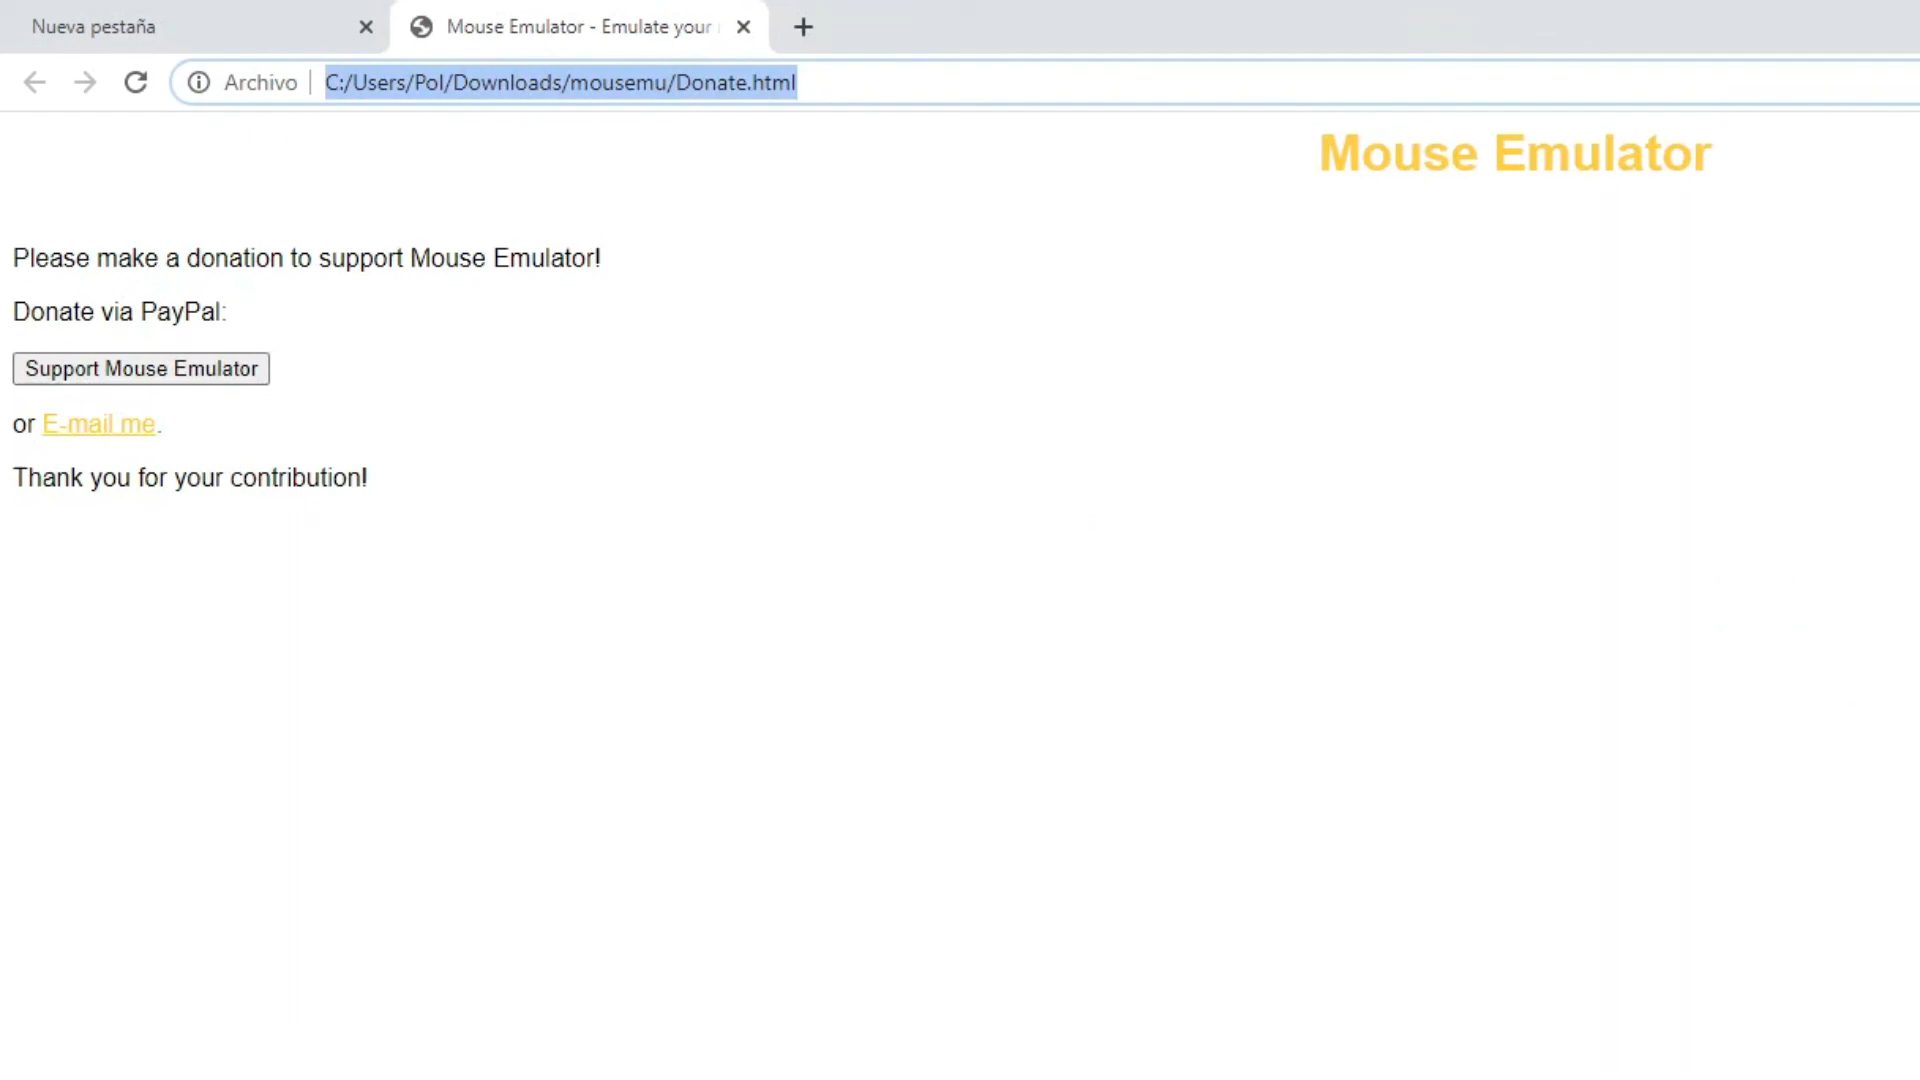 Nueva pestaña
Mouse Emulator - Emulate your
Archivo
C:/Users/Pol/Downloads/mousemu/Donate.html
Mouse Emulator
Please make a donation to support Mouse Emulator!
Donate via PayPal:
Support Mouse Emulator
or E-mail me.
Thank you for your contribution!